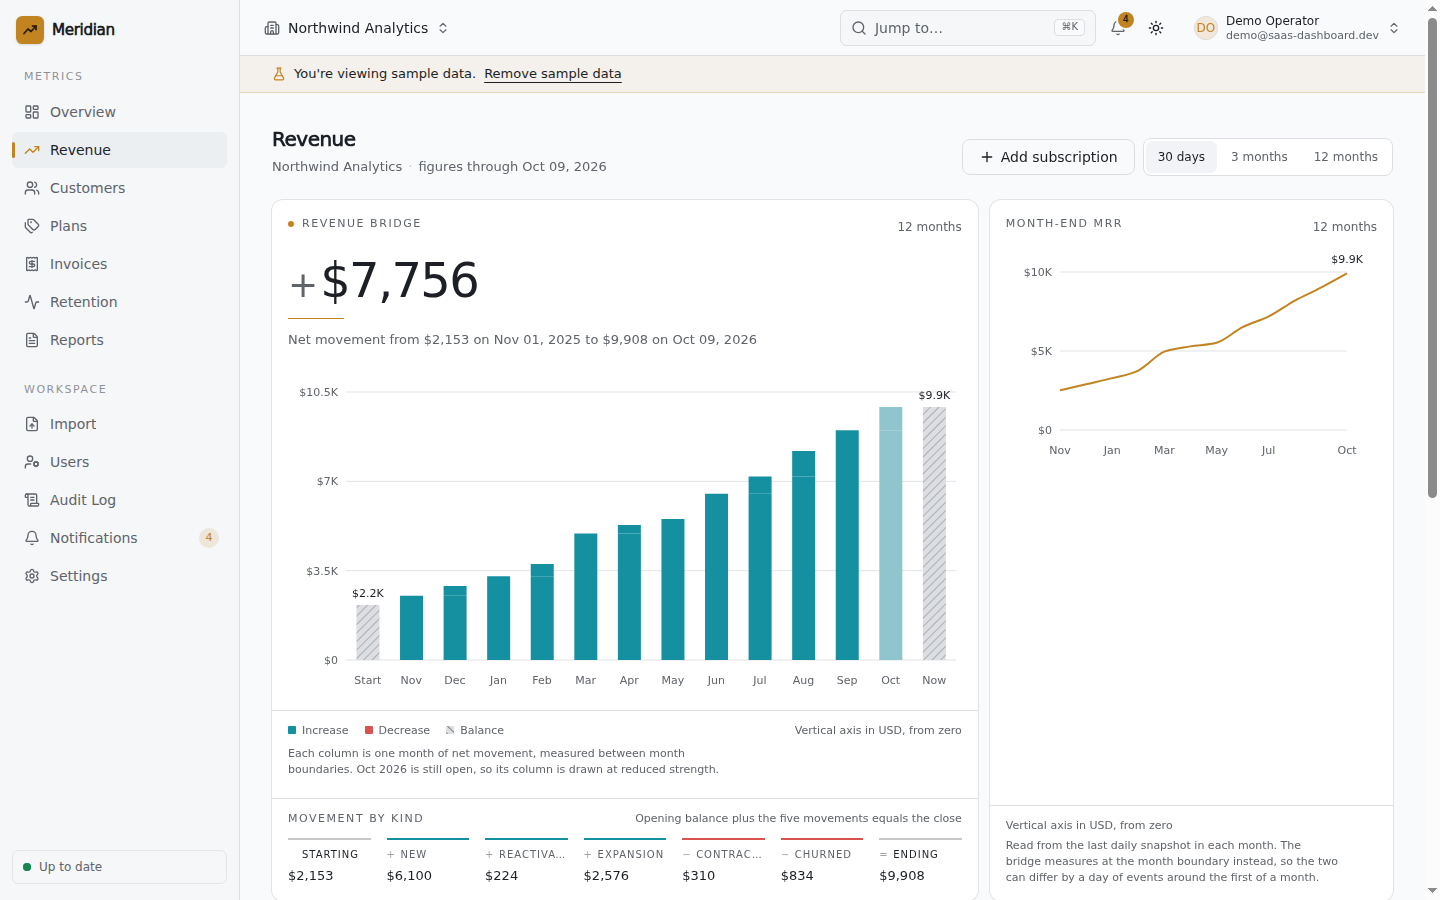 Meridian
METRICS
Overview
Revenue
Customers
Plans
Invoices
Retention
Reports
WORKSPACE
Import
Users
Audit Log
Notifications 4
Settings
Up to date
Northwind Analytics
Jump to... ⌘K
4
DO
Demo Operator
demo@saas-dashboard.dev
You're viewing sample data. Remove sample data
Revenue
Northwind Analytics · figures through Oct 09, 2026
+ Add subscription
30 days 3 months 12 months
REVENUE BRIDGE 12 months
+$7,756
Net movement from $2,153 on Nov 01, 2025 to $9,908 on Oct 09, 2026
$10.5K
$7K
$3.5K
$0
$2.2K
$9.9K
Start Nov Dec Jan Feb Mar Apr May Jun Jul Aug Sep Oct Now
Increase Decrease Balance Vertical axis in USD, from zero
Each column is one month of net movement, measured between month
boundaries. Oct 2026 is still open, so its column is drawn at reduced strength.
MOVEMENT BY KIND Opening balance plus the five movements equals the close
STARTING + NEW + REACTIVA... + EXPANSION − CONTRAC... − CHURNED = ENDING
$2,153 $6,100 $224 $2,576 $310 $834 $9,908
MONTH-END MRR 12 months
$9.9K
$10K
$5K
$0
Nov Jan Mar May Jul Oct
Vertical axis in USD, from zero
Read from the last daily snapshot in each month. The
bridge measures at the month boundary instead, so the two
can differ by a day of events around the first of a month.